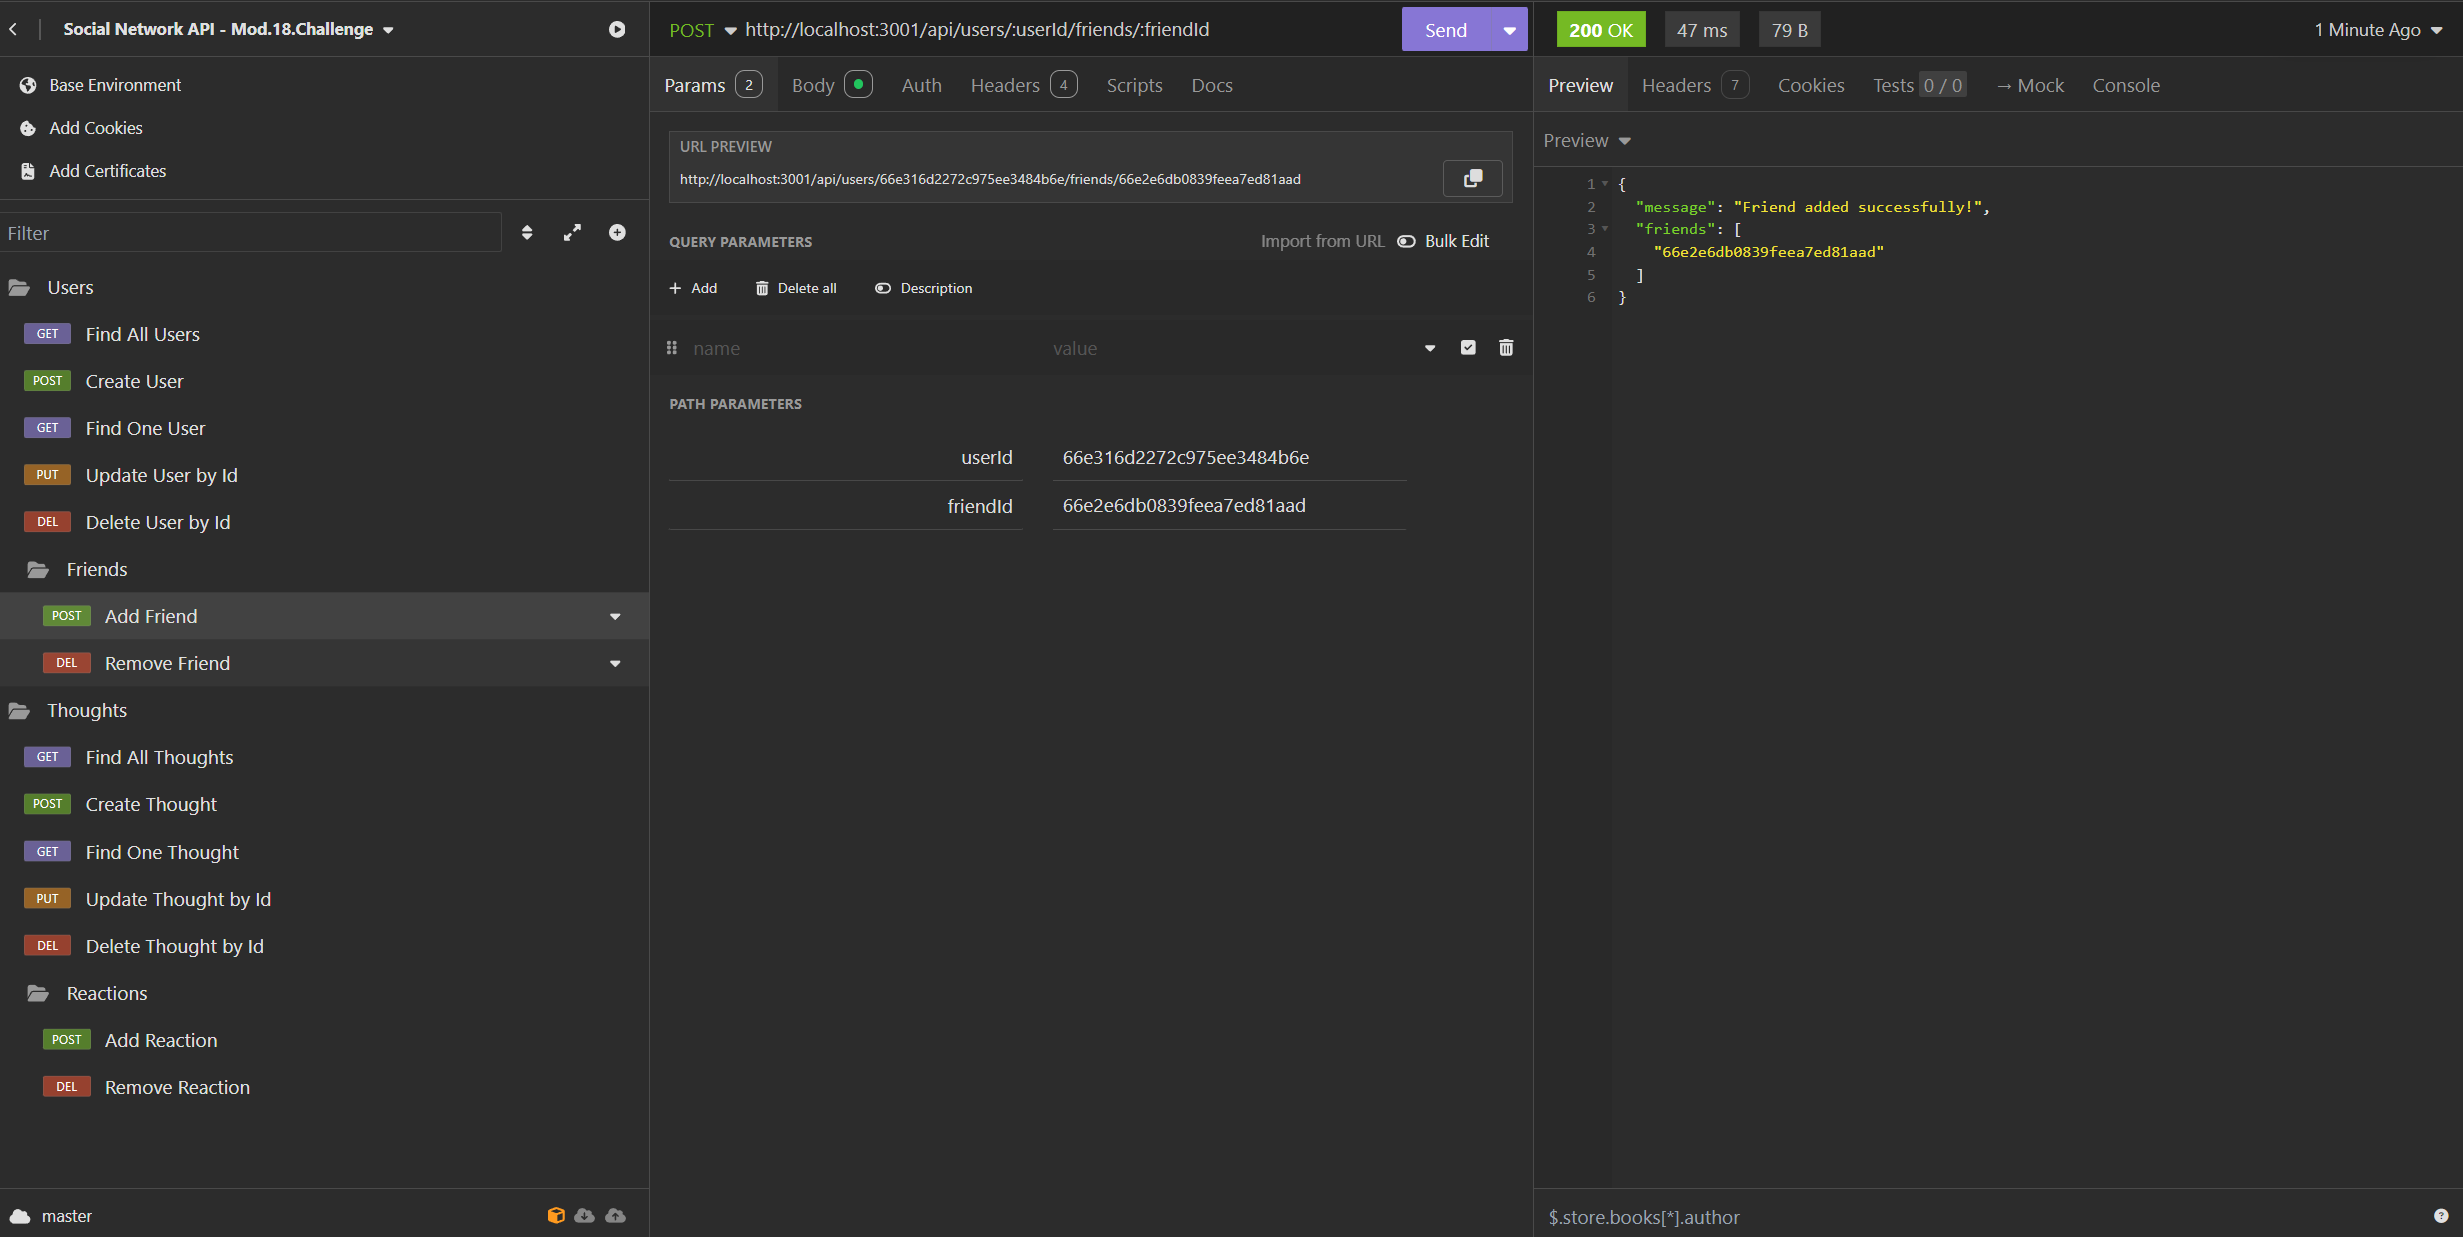 Social Network API - Mod.18.Challenge
Base Environment
Add Cookies
Add Certificates
Filter
Users
GET Find All Users
POST Create User
GET Find One User
PUT Update User by Id
DEL Delete User by Id
Friends
POST Add Friend
DEL Remove Friend
Thoughts
GET Find All Thoughts
POST Create Thought
GET Find One Thought
PUT Update Thought by Id
DEL Delete Thought by Id
Reactions
POST Add Reaction
DEL Remove Reaction
master
POST http://localhost:3001/api/users/:userId/friends/:friendId Send
Params 2 Body Auth Headers 4 Scripts Docs
URL PREVIEW
http://localhost:3001/api/users/66e316d2272c975ee3484b6e/friends/66e2e6db0839feea7ed81aad
QUERY PARAMETERS Import from URL Bulk Edit
+ Add Delete all Description
name value
PATH PARAMETERS
userId 66e316d2272c975ee3484b6e
friendId 66e2e6db0839feea7ed81aad
200 OK 47 ms 79 B 1 Minute Ago
Preview Headers 7 Cookies Tests 0 / 0 → Mock Console
Preview
1 {
2 "message": "Friend added successfully!",
3 "friends": [
4 "66e2e6db0839feea7ed81aad"
5 ]
6 }
$.store.books[*].author